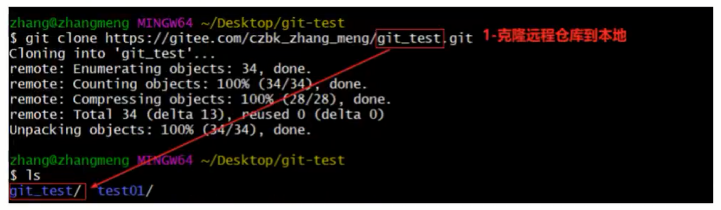 zhang@zhangmeng MINGW64 ~/Desktop/git-test
$ git clone https://gitee.com/czbk_zhang_meng/git_test.git 1-克隆远程仓库到本地
Cloning into 'git_test'...
remote: Enumerating objects: 34, done.
remote: Counting objects: 100% (34/34), done.
remote: Compressing objects: 100% (28/28), done.
remote: Total 34 (delta 13), reused 0 (delta 0)
Unpacking objects: 100% (34/34), done.
zhang@zhangmeng MINGW64 ~/Desktop/git-test
$ ls
git_test/ test01/